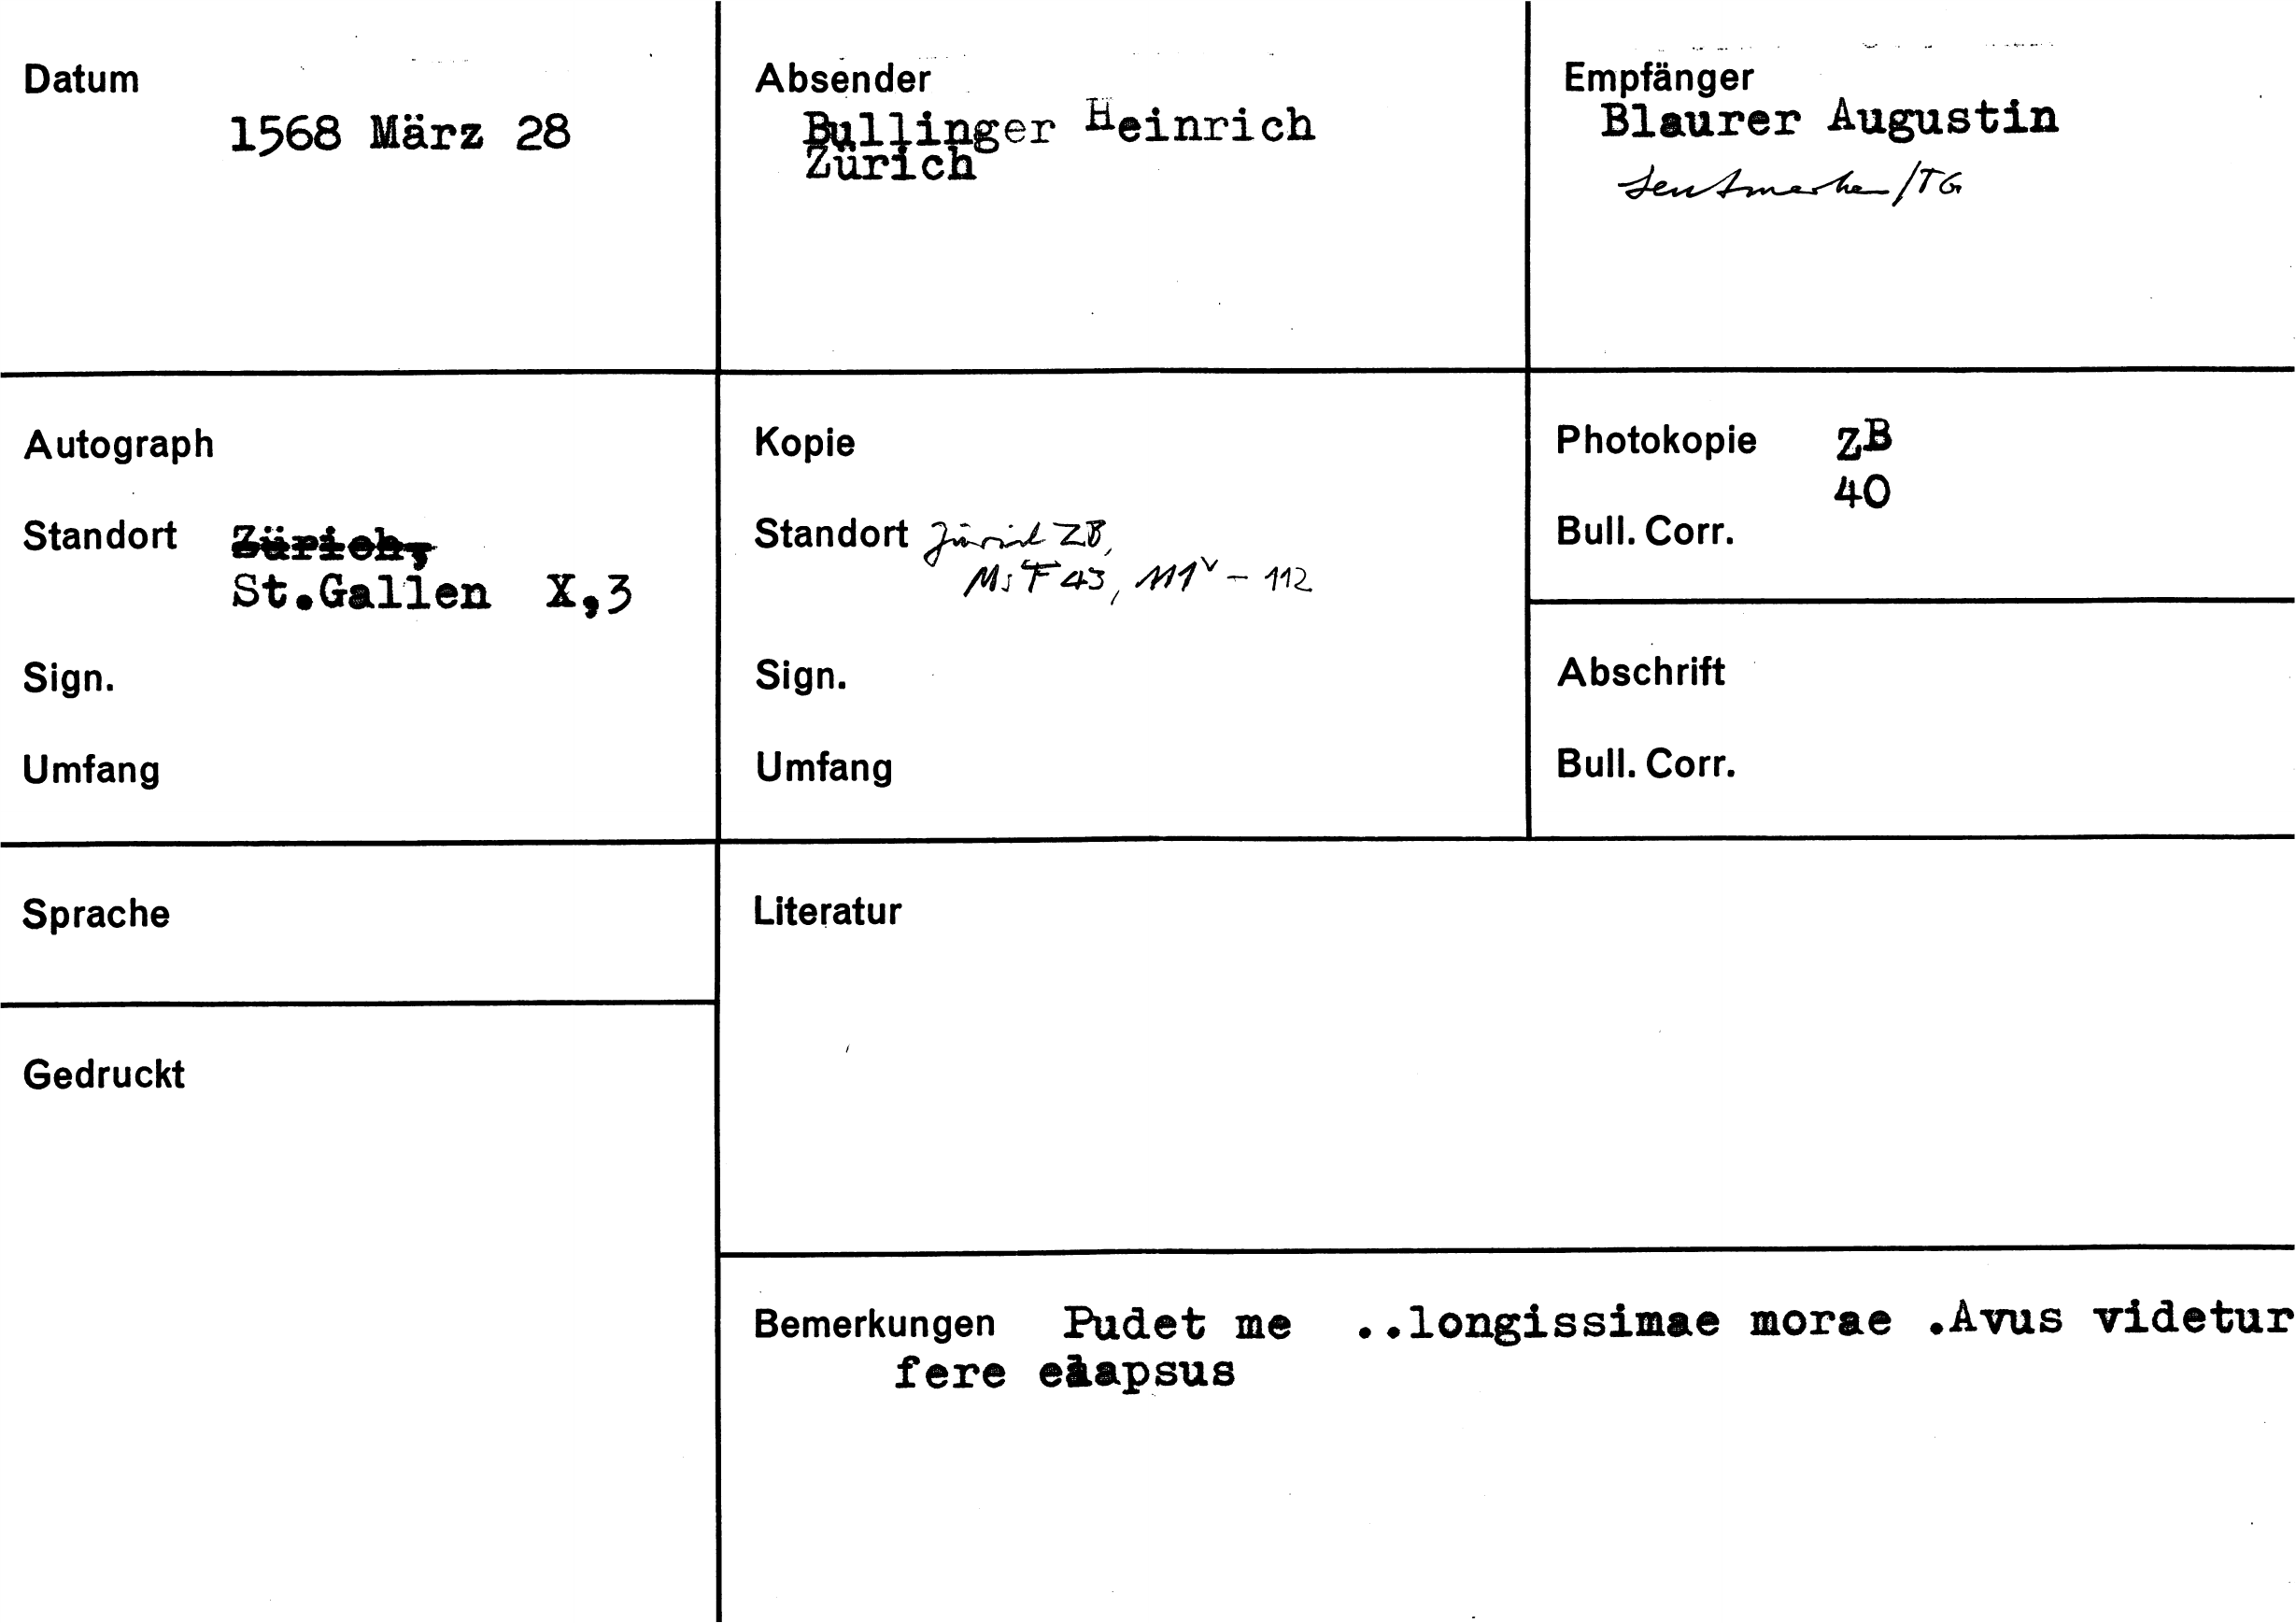 Datum
1568 März 28
Absender
Bullinger Heinrich
Zürich
Empfänger
Blaurer Augustin
Leutmerken/TG
Autograph
Standort Zürich,
St.Gallen X,3
Sign.
Umfang
Kopie
Standort Zürich ZB,
Ms F 43, 111v - 112
Sign.
Umfang
Photokopie ZB
40
Bull. Corr.
Abschrift
Bull. Corr.
Sprache
Literatur
Gedruckt
Bemerkungen Pudet me ..longissimae morae .Avus videtur
fere elapsus